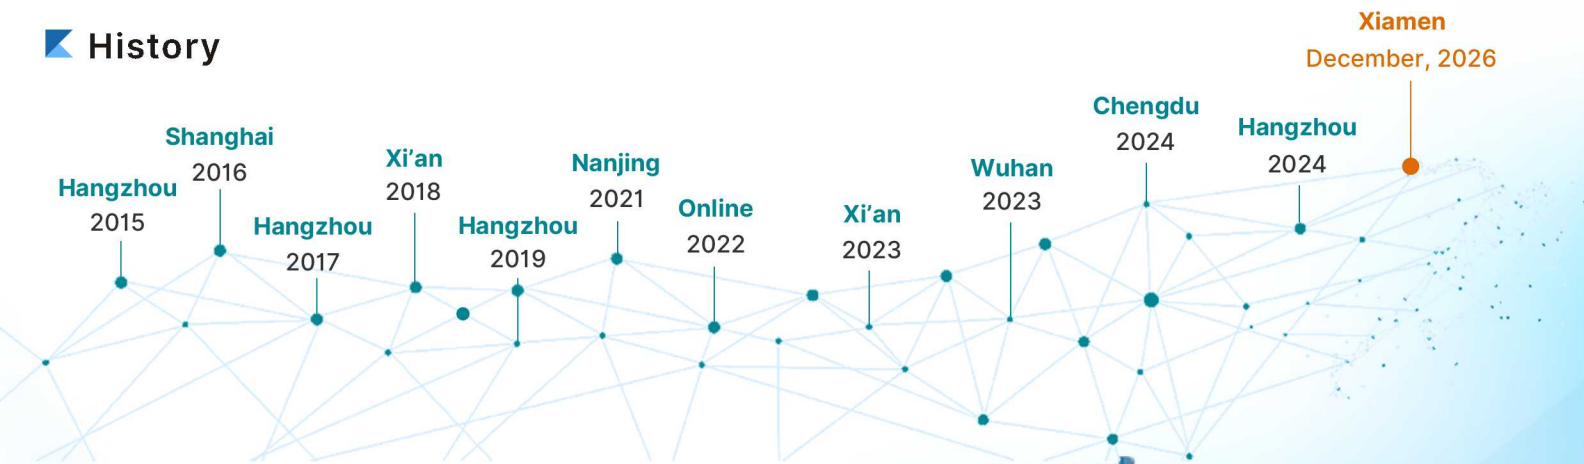 History
Hangzhou
2015
Shanghai
2016
Hangzhou
2017
Xi’an
2018
Hangzhou
2019
Nanjing
2021
Online
2022
Xi’an
2023
Wuhan
2023
Chengdu
2024
Hangzhou
2024
Xiamen
December, 2026